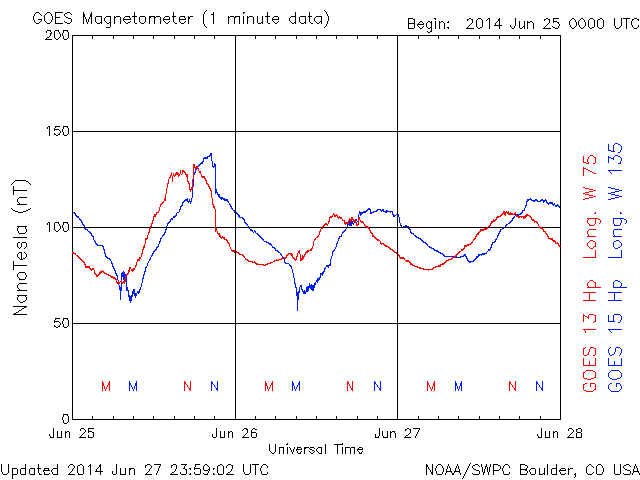 GOES Magnetometer (1 minute data)
Begin: 2014 Jun 25 0000 UTC
200
150
100
50
0
NanoTesla (nT)
M M N N M M N N M M N N
Jun 25 Jun 26 Jun 27 Jun 28
Universal Time
GOES 13 Hp Long. W 75
GOES 15 Hp Long. W 135
Updated 2014 Jun 27 23:59:02 UTC
NOAA/SWPC Boulder, CO USA